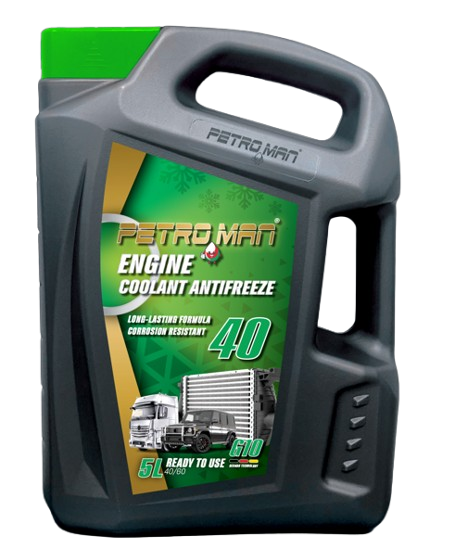 PETRO MAN®
PETRO MAN®
ENGINE
COOLANT ANTIFREEZE
LONG-LASTING FORMULA
CORROSION RESISTANT
40
G10
5L READY TO USE
40/60